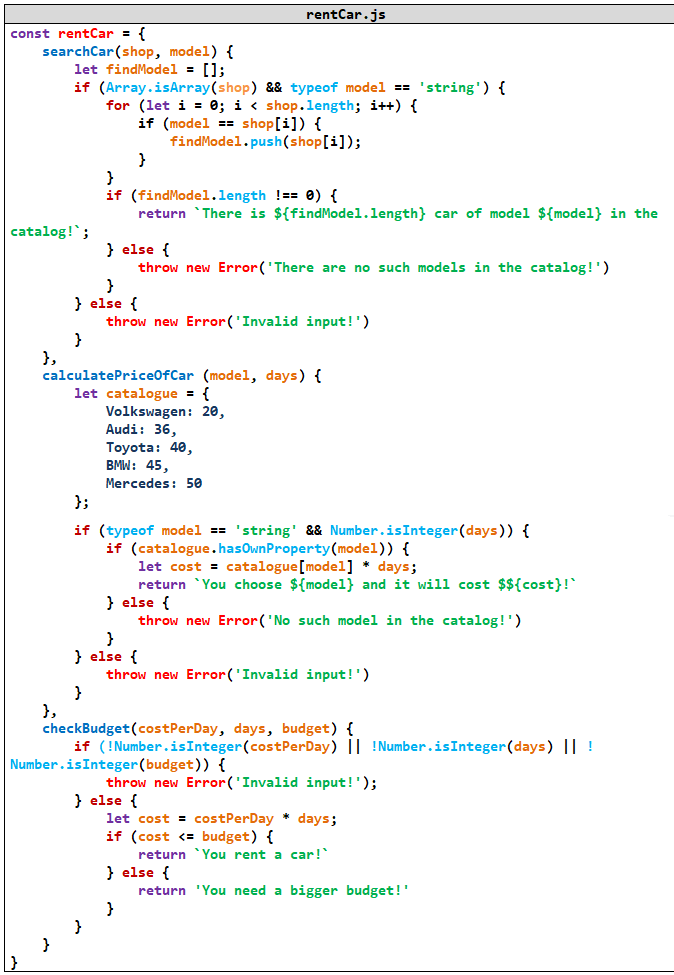 rentCar.js
const rentCar = {
    searchCar(shop, model) {
        let findModel = [];
        if (Array.isArray(shop) && typeof model == 'string') {
            for (let i = 0; i < shop.length; i++) {
                if (model == shop[i]) {
                    findModel.push(shop[i]);
                }
            }
            if (findModel.length !== 0) {
                return `There is ${findModel.length} car of model ${model} in the
catalog!`;
            } else {
                throw new Error('There are no such models in the catalog!')
            }
        } else {
            throw new Error('Invalid input!')
        }
    },
    calculatePriceOfCar (model, days) {
        let catalogue = {
            Volkswagen: 20,
            Audi: 36,
            Toyota: 40,
            BMW: 45,
            Mercedes: 50
        };
        if (typeof model == 'string' && Number.isInteger(days)) {
            if (catalogue.hasOwnProperty(model)) {
                let cost = catalogue[model] * days;
                return `You choose ${model} and it will cost $${cost}!`
            } else {
                throw new Error('No such model in the catalog!')
            }
        } else {
            throw new Error('Invalid input!')
        }
    },
    checkBudget(costPerDay, days, budget) {
        if (!Number.isInteger(costPerDay) || !Number.isInteger(days) || !
Number.isInteger(budget)) {
            throw new Error('Invalid input!');
        } else {
            let cost = costPerDay * days;
            if (cost <= budget) {
                return `You rent a car!`
            } else {
                return 'You need a bigger budget!'
            }
        }
    }
}